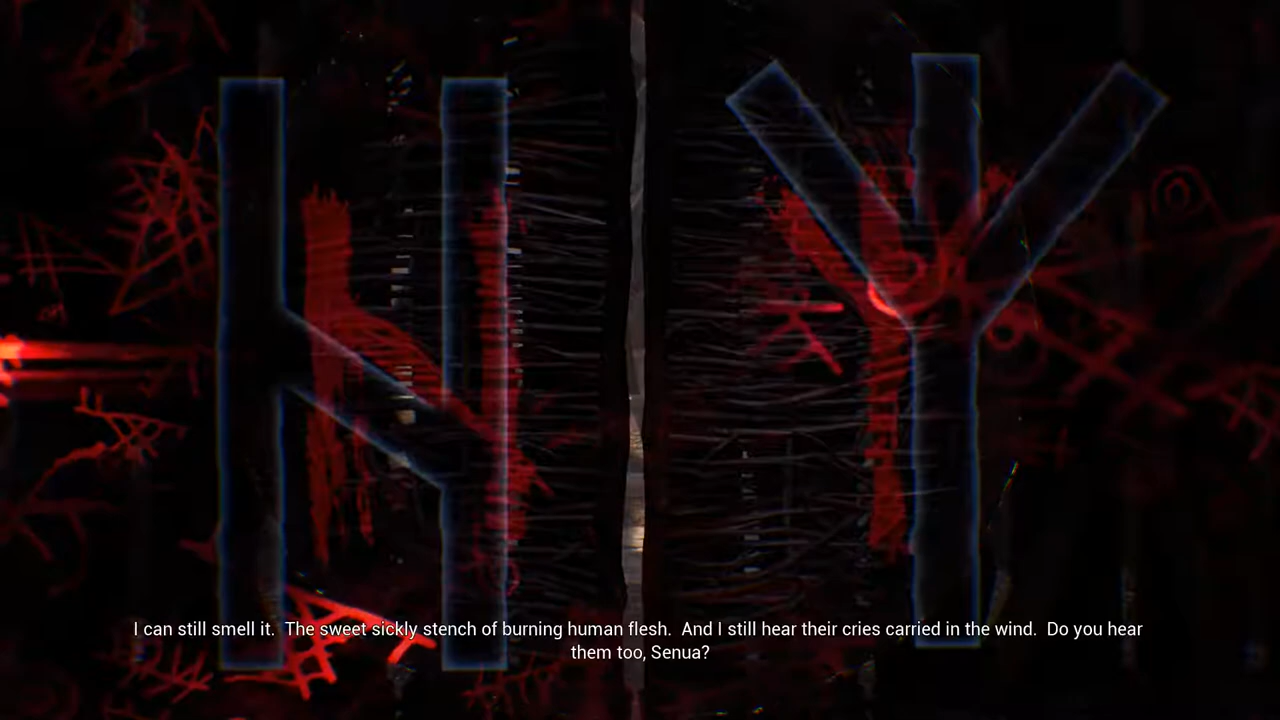 ᚺ ᛉ
I can still smell it.  The sweet sickly stench of burning human flesh.  And I still hear their cries carried in the wind.  Do you hear
them too, Senua?